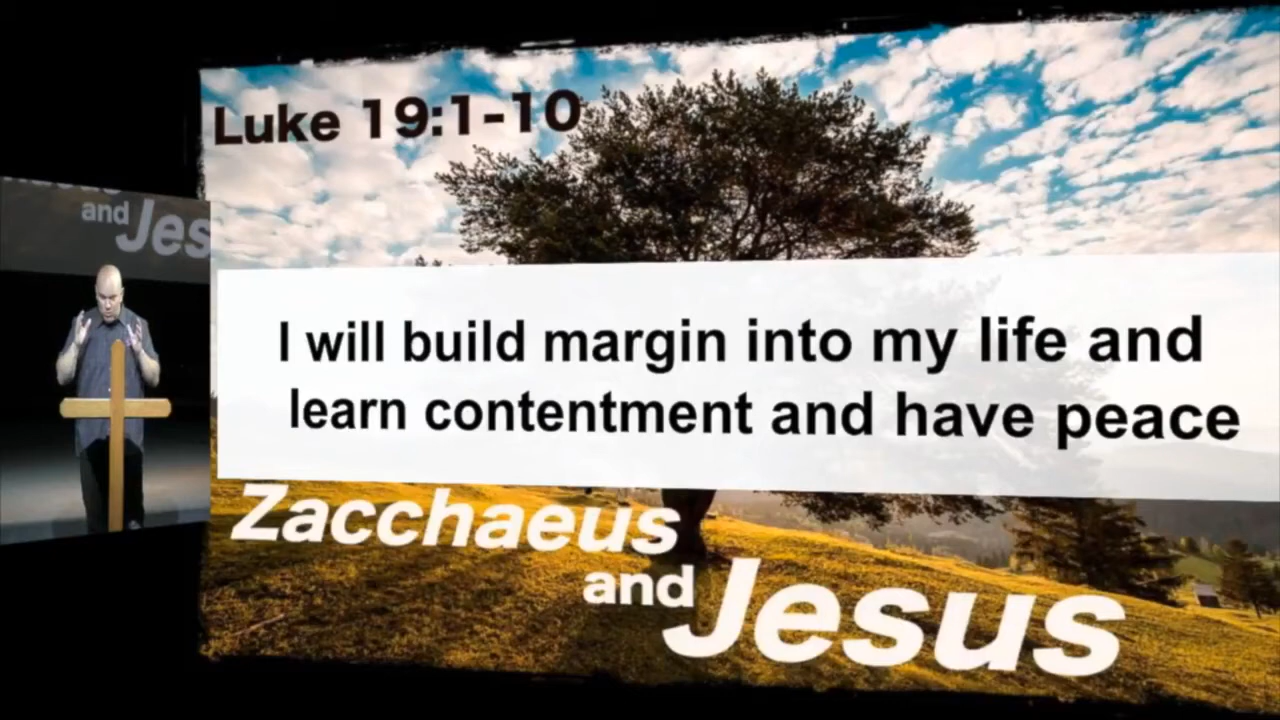 Luke 19:1-10
and
Jes
I will build margin into my life and
learn contentment and have peace
Zacchaeus
and
Jesus